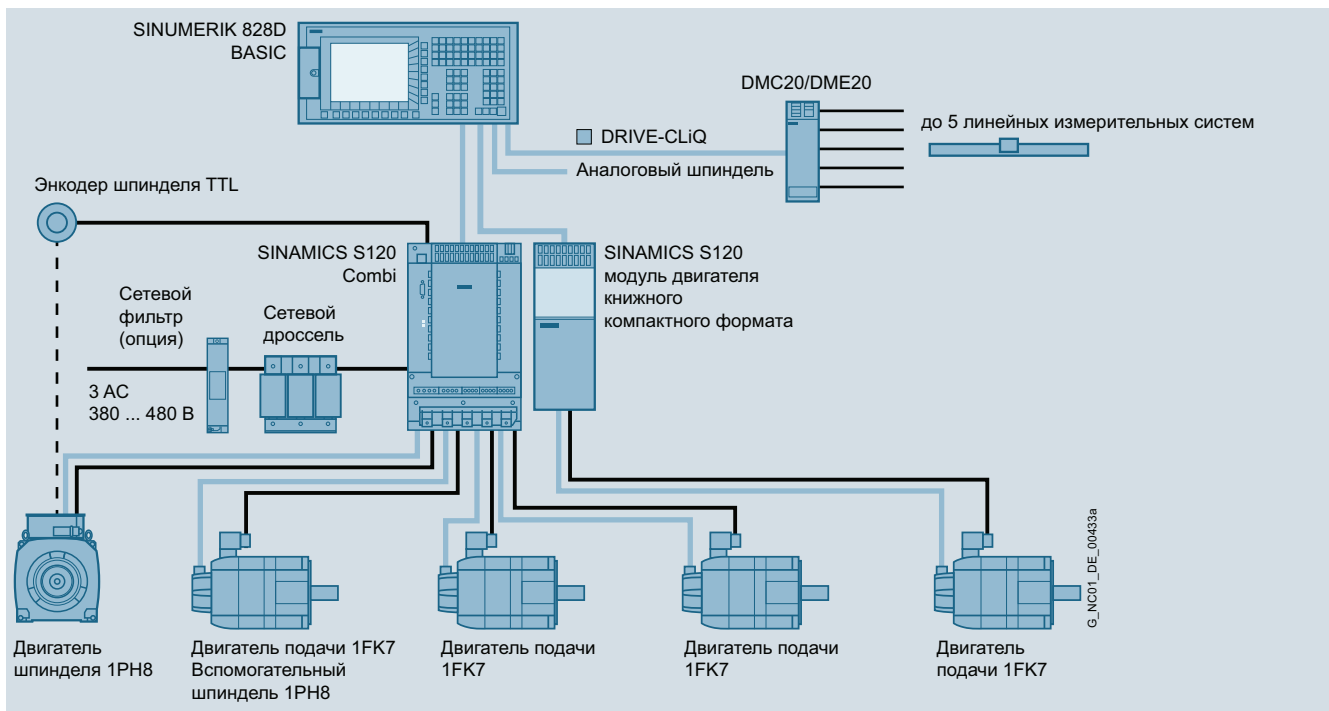 SINUMERIK 828D
BASIC
DMC20/DME20
до 5 линейных измерительных систем
DRIVE-CLiQ
Аналоговый шпиндель
Энкодер шпинделя TTL
SINAMICS S120
Combi
SINAMICS S120
модуль двигателя
книжного
компактного формата
Сетевой
фильтр
(опция)
Сетевой
дроссель
3 AC
380 ... 480 В
G_NC01_DE_00433a
Двигатель
шпинделя 1PH8
Двигатель подачи 1FK7
Вспомогательный
шпиндель 1PH8
Двигатель подачи
1FK7
Двигатель подачи
1FK7
Двигатель
подачи 1FK7